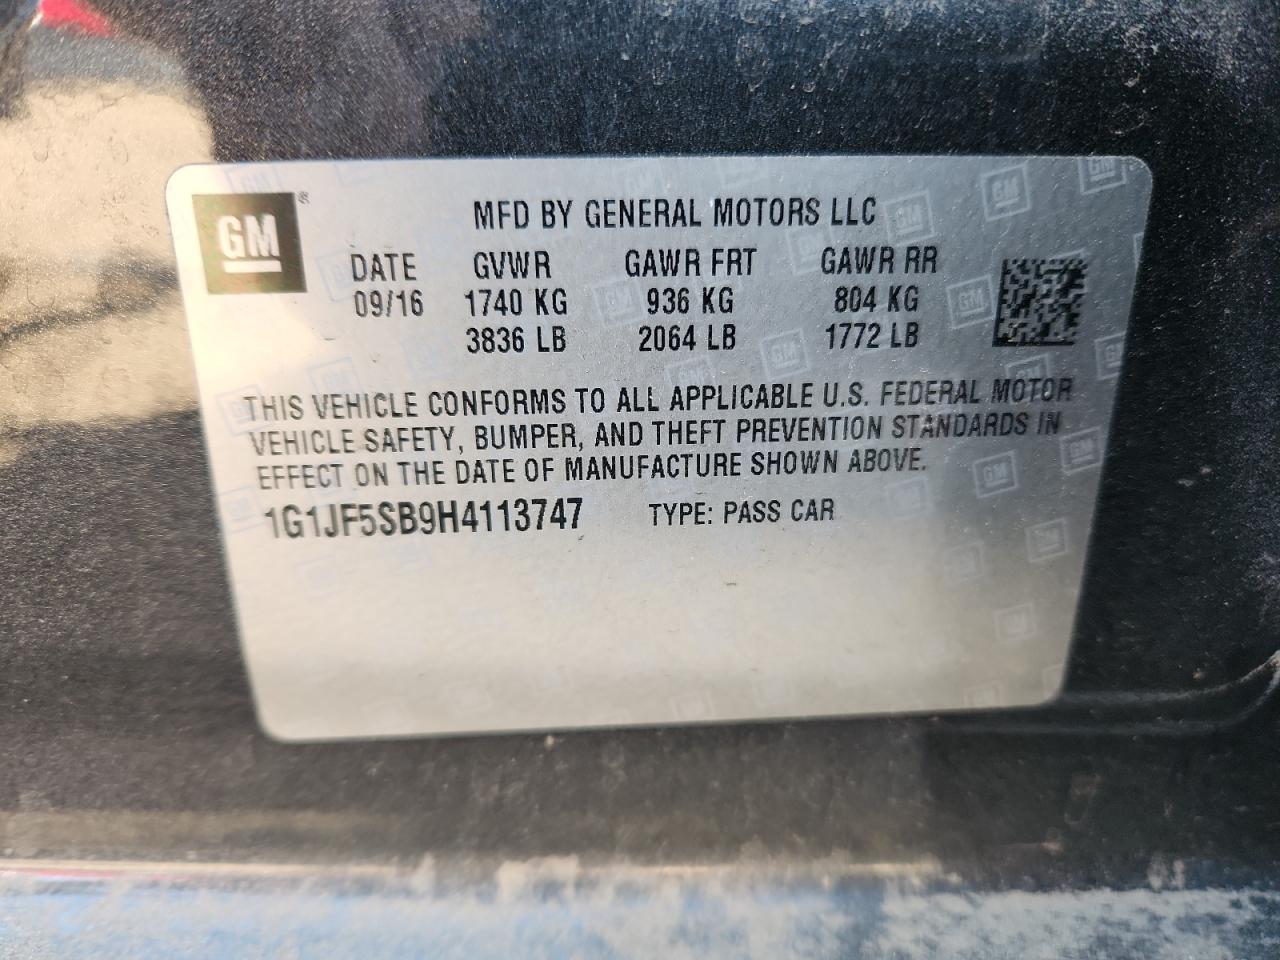 GM ®
MFD BY GENERAL MOTORS LLC
DATE GVWR GAWR FRT GAWR RR
09/16 1740 KG 936 KG 804 KG
3836 LB 2064 LB 1772 LB
THIS VEHICLE CONFORMS TO ALL APPLICABLE U.S. FEDERAL MOTOR
VEHICLE SAFETY, BUMPER, AND THEFT PREVENTION STANDARDS IN
EFFECT ON THE DATE OF MANUFACTURE SHOWN ABOVE.
1G1JF5SB9H4113747 TYPE: PASS CAR